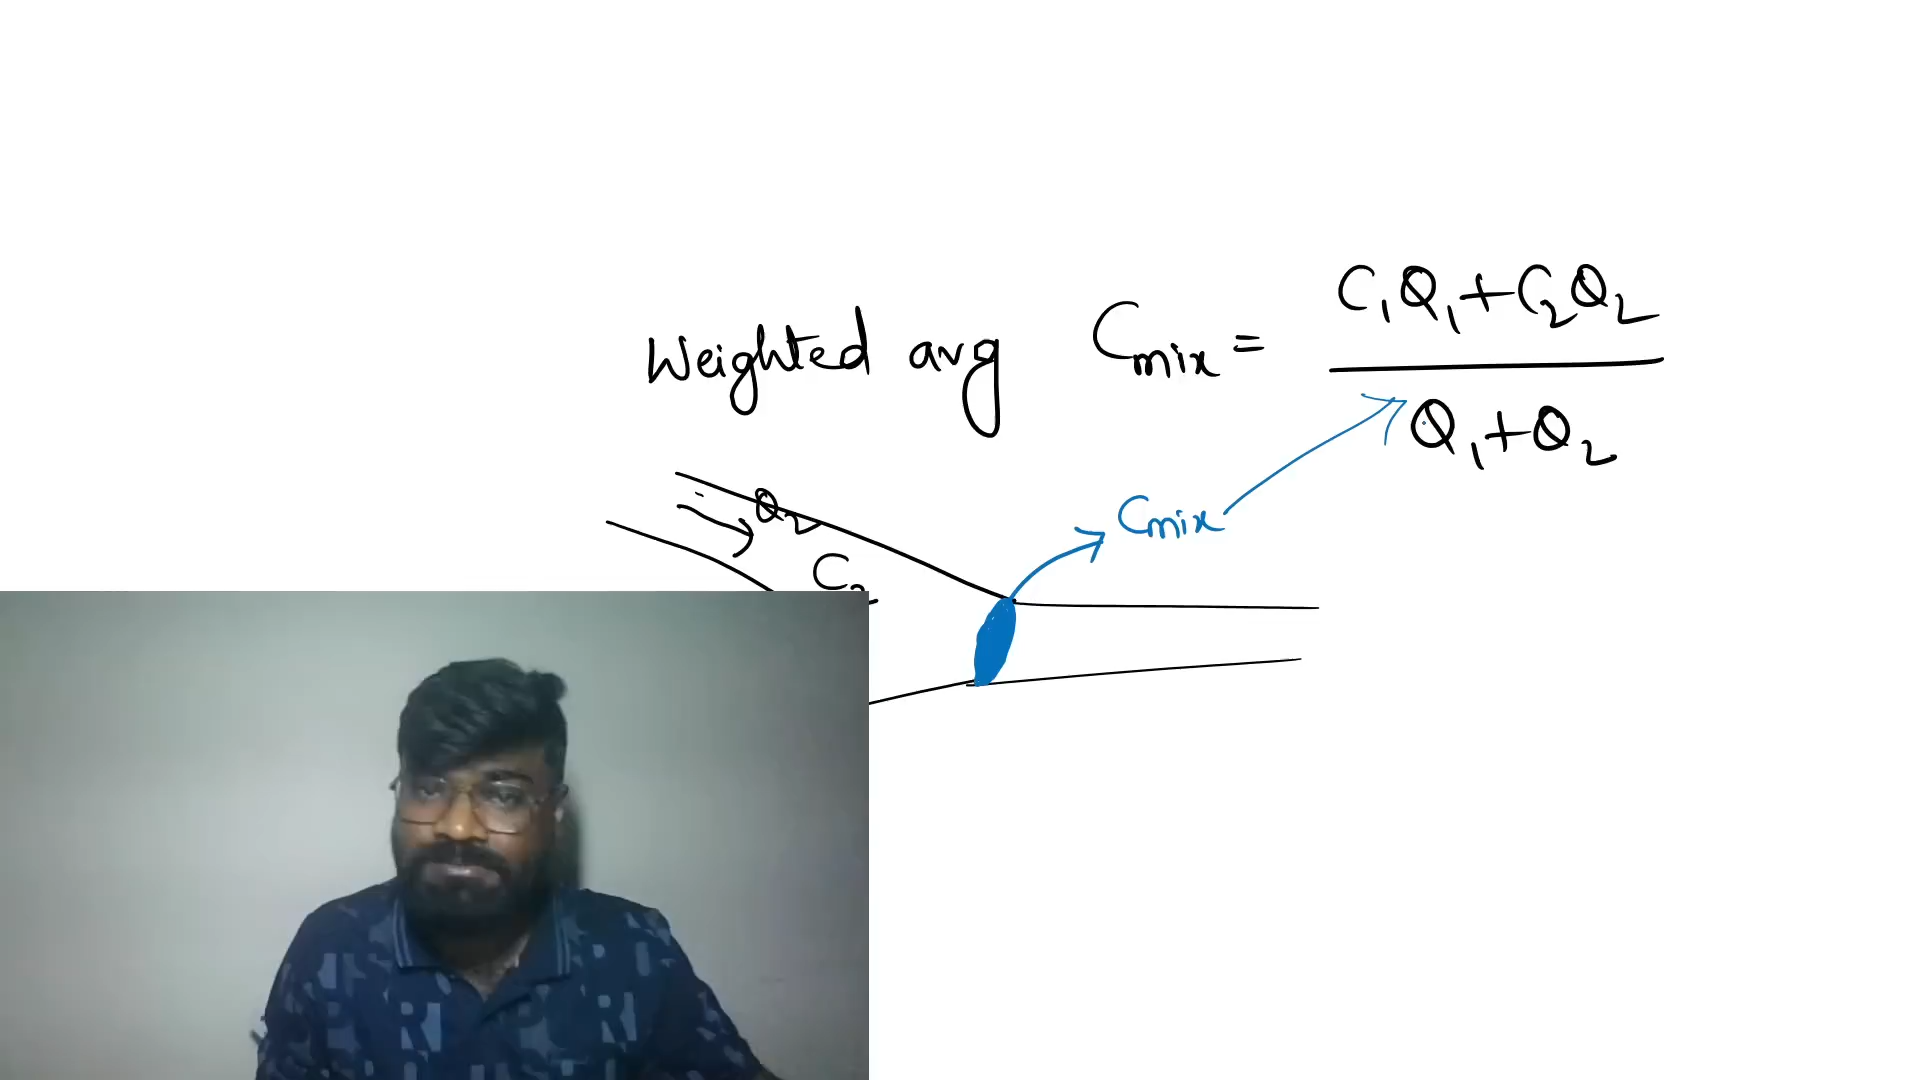 Weighted avg Cmix = C₁Q₁+C₂Q₂
Q₁+Q₂
Q₂
Cmix
C₂